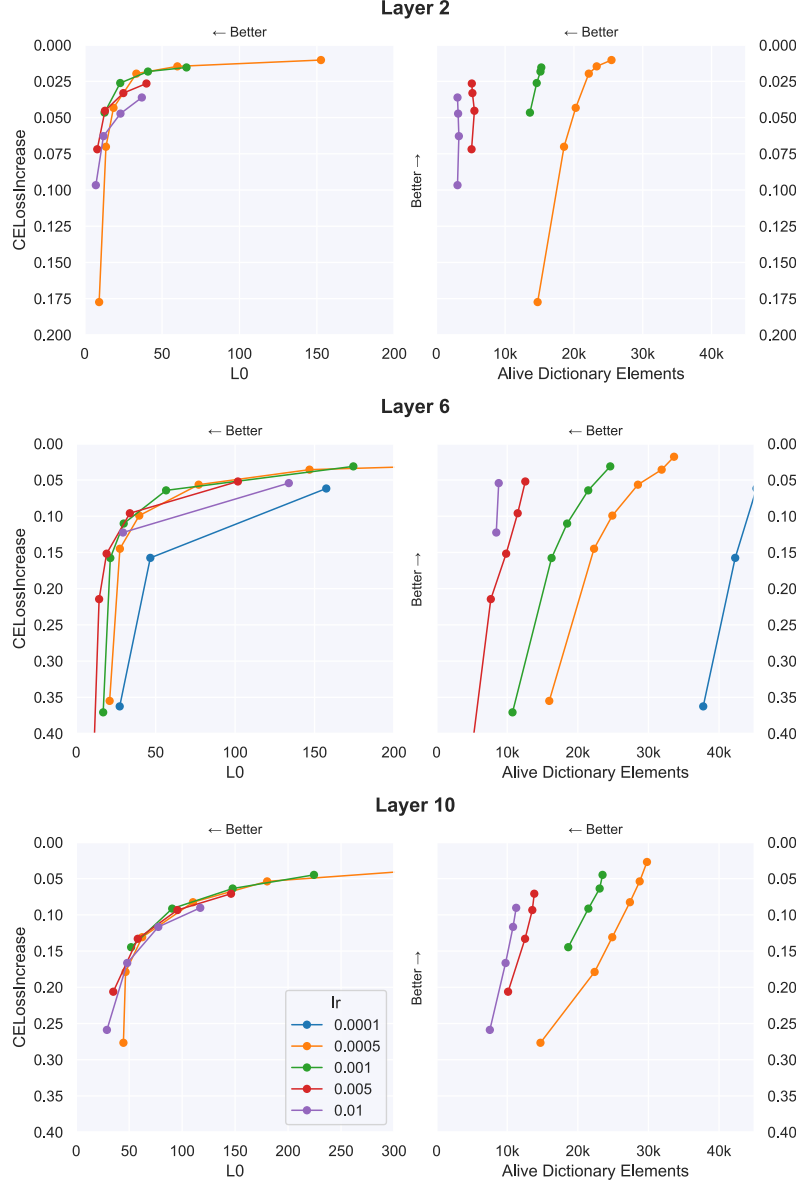 Layer 2
← Better
← Better
0.000
0.025
0.050
0.075
0.100
0.125
0.150
0.175
0.200
CELossIncrease
0
50
100
150
200
L0
Better →
0
10k
20k
30k
40k
Alive Dictionary Elements
0.000
0.025
0.050
0.075
0.100
0.125
0.150
0.175
0.200
Layer 6
← Better
← Better
0.00
0.05
0.10
0.15
0.20
0.25
0.30
0.35
0.40
CELossIncrease
0
50
100
150
200
L0
Better →
0
10k
20k
30k
40k
Alive Dictionary Elements
0.00
0.05
0.10
0.15
0.20
0.25
0.30
0.35
0.40
Layer 10
← Better
← Better
0.00
0.05
0.10
0.15
0.20
0.25
0.30
0.35
0.40
CELossIncrease
0
50
100
150
200
250
300
L0
lr
0.0001
0.0005
0.001
0.005
0.01
Better →
0
10k
20k
30k
40k
Alive Dictionary Elements
0.00
0.05
0.10
0.15
0.20
0.25
0.30
0.35
0.40